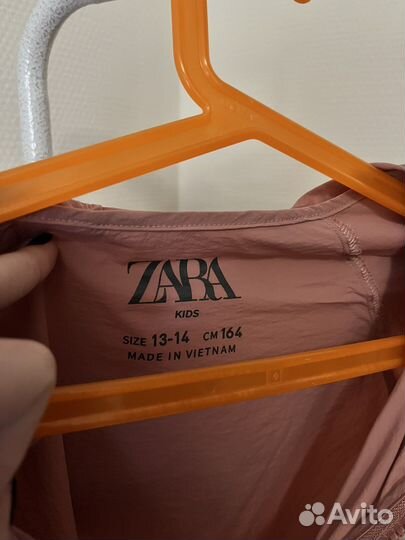 ZARA
KIDS
SIZE 13-14 CM 164
MADE IN VIETNAM
Avito